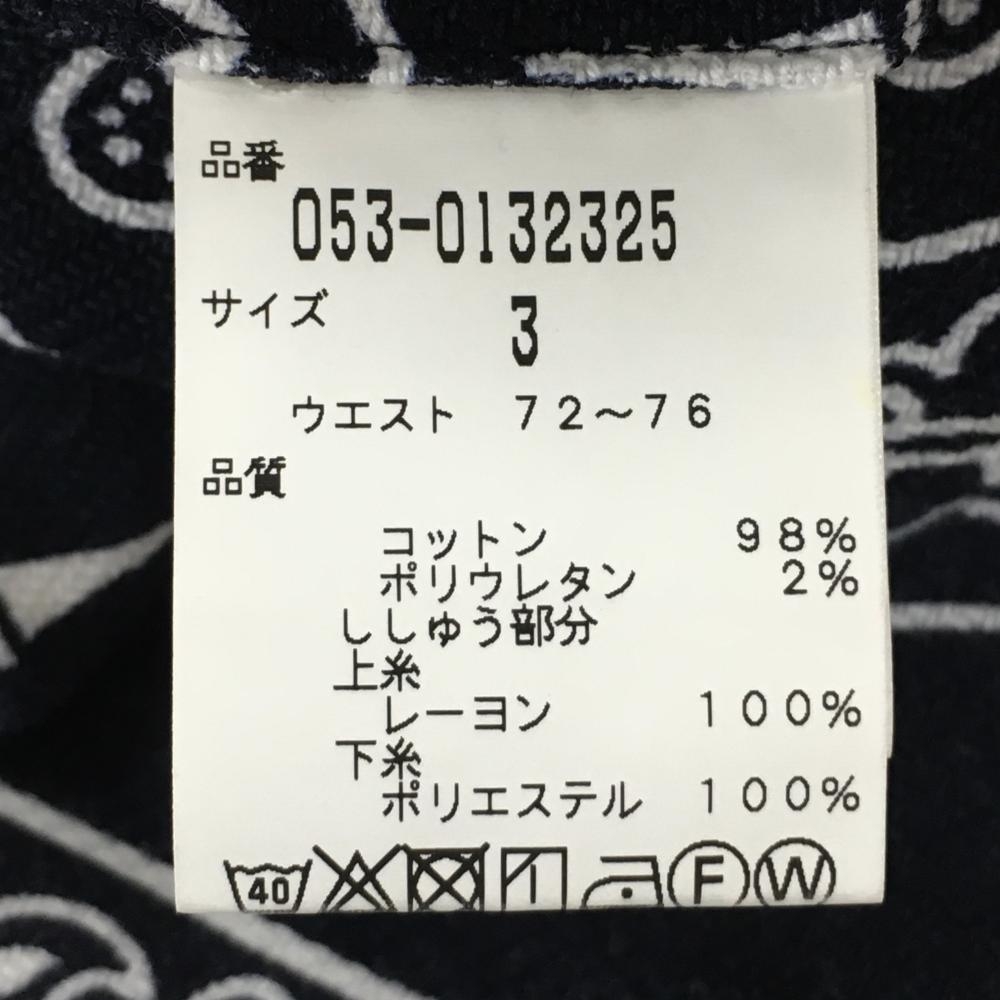 品番
053-0132325
サイズ 3
ウエスト 72～76
品質
コットン 98%
ポリウレタン 2%
ししゅう部分
上糸
レーヨン 100%
下糸
ポリエステル 100%
40 F W